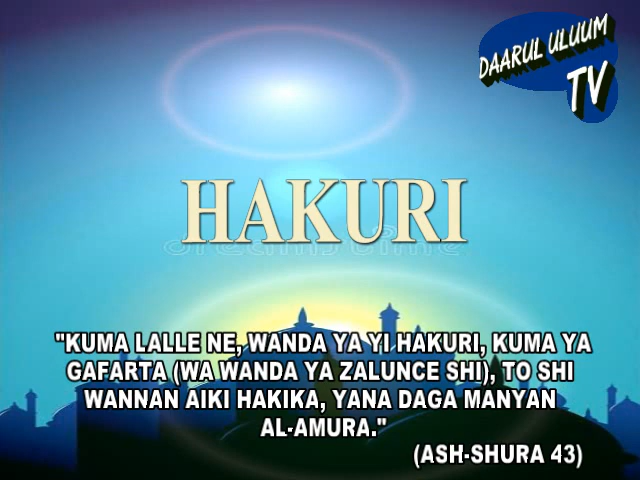 DAARUL ULUUM
TV
HAKURI
dreamstime
"KUMA LALLE NE, WANDA YA YI HAKURI, KUMA YA
GAFARTA (WA WANDA YA ZALUNCE SHI), TO SHI
WANNAN AIKI HAKIKA, YANA DAGA MANYAN
AL-AMURA."
(ASH-SHURA 43)